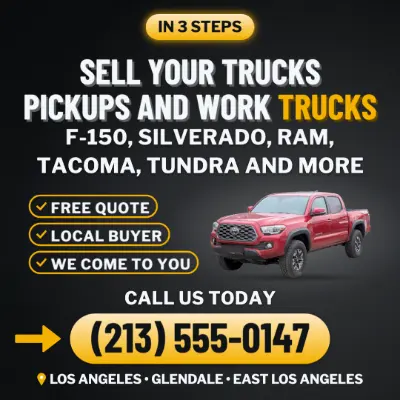 IN 3 STEPS
SELL YOUR TRUCKS
PICKUPS AND WORK TRUCKS
F-150, SILVERADO, RAM,
TACOMA, TUNDRA AND MORE
FREE QUOTE
LOCAL BUYER
WE COME TO YOU
CALL US TODAY
(213) 555-0147
LOS ANGELES • GLENDALE • EAST LOS ANGELES